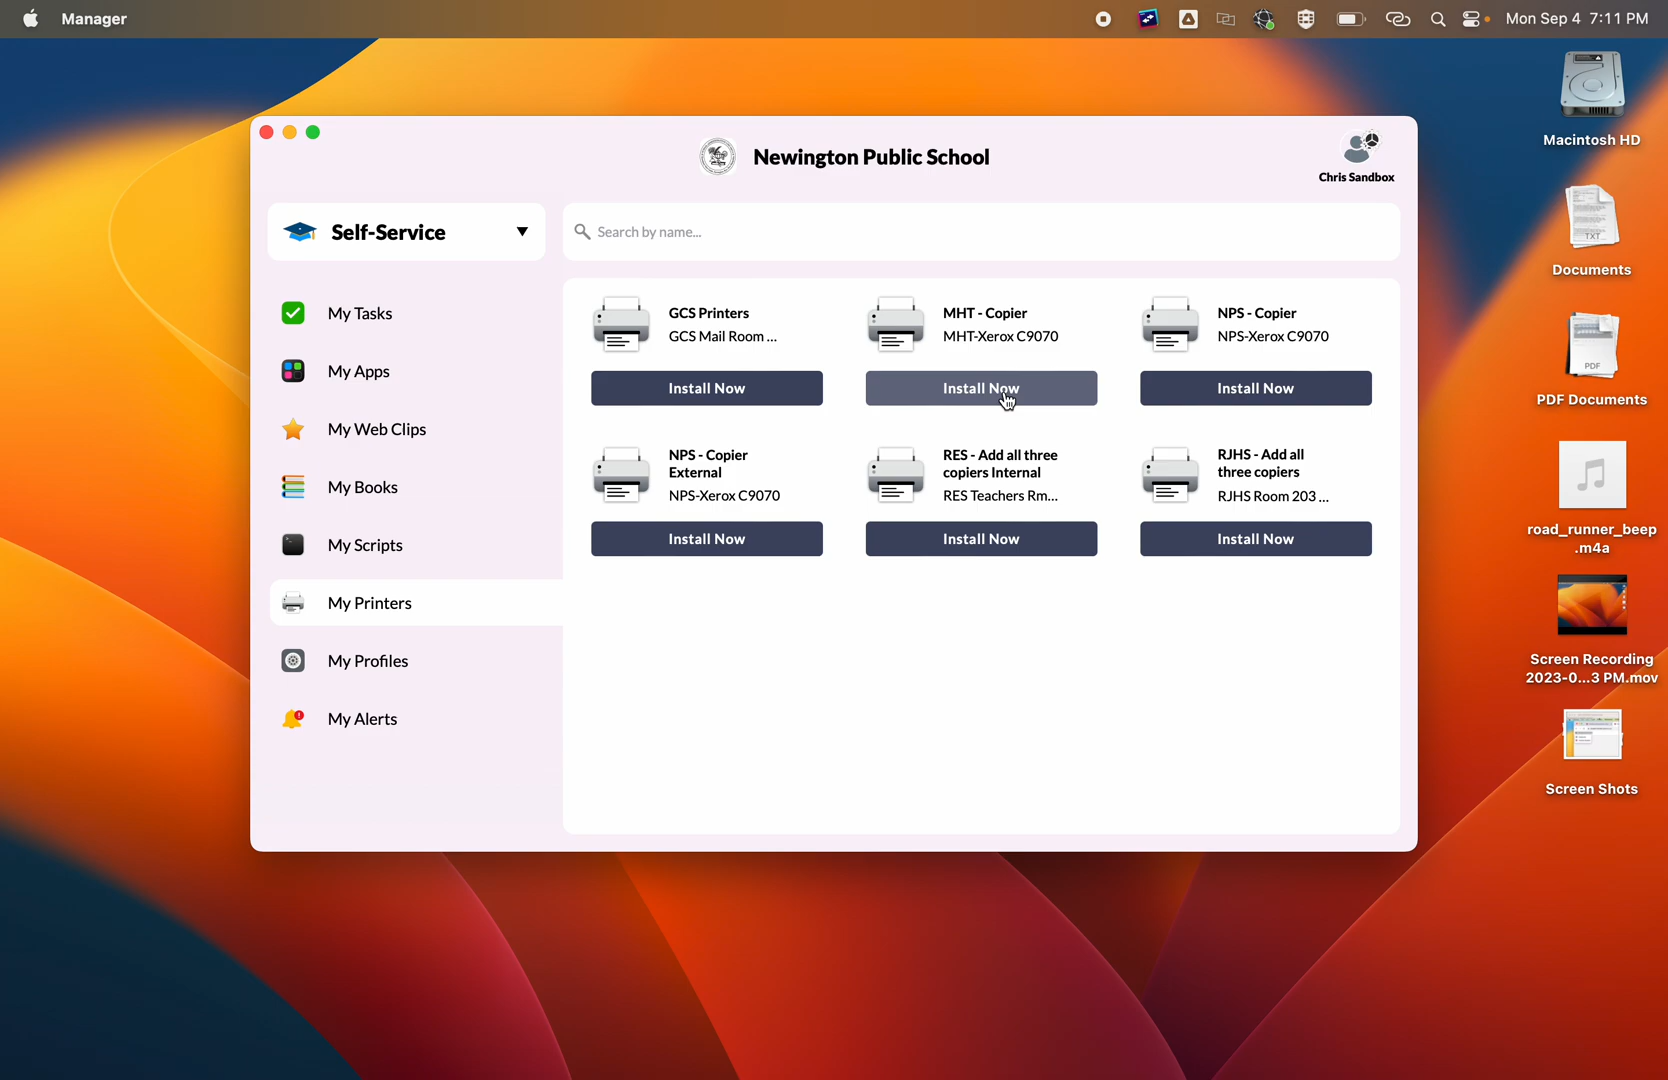 Manager
Mon Sep 4 7:11 PM
Newington Public School
Chris Sandbox
Self-Service
Search by name...
My Tasks
My Apps
My Web Clips
My Books
My Scripts
My Printers
My Profiles
My Alerts
GCS Printers
GCS Mail Room ...
Install Now
MHT - Copier
MHT-Xerox C9070
Install Now
NPS - Copier
NPS-Xerox C9070
Install Now
NPS - Copier
External
NPS-Xerox C9070
Install Now
RES - Add all three
copiers Internal
RES Teachers Rm...
Install Now
RJHS - Add all
three copiers
RJHS Room 203 ...
Install Now
Macintosh HD
TXT
Documents
PDF
PDF Documents
road_runner_beep
.m4a
Screen Recording
2023-0...3 PM.mov
Screen Shots